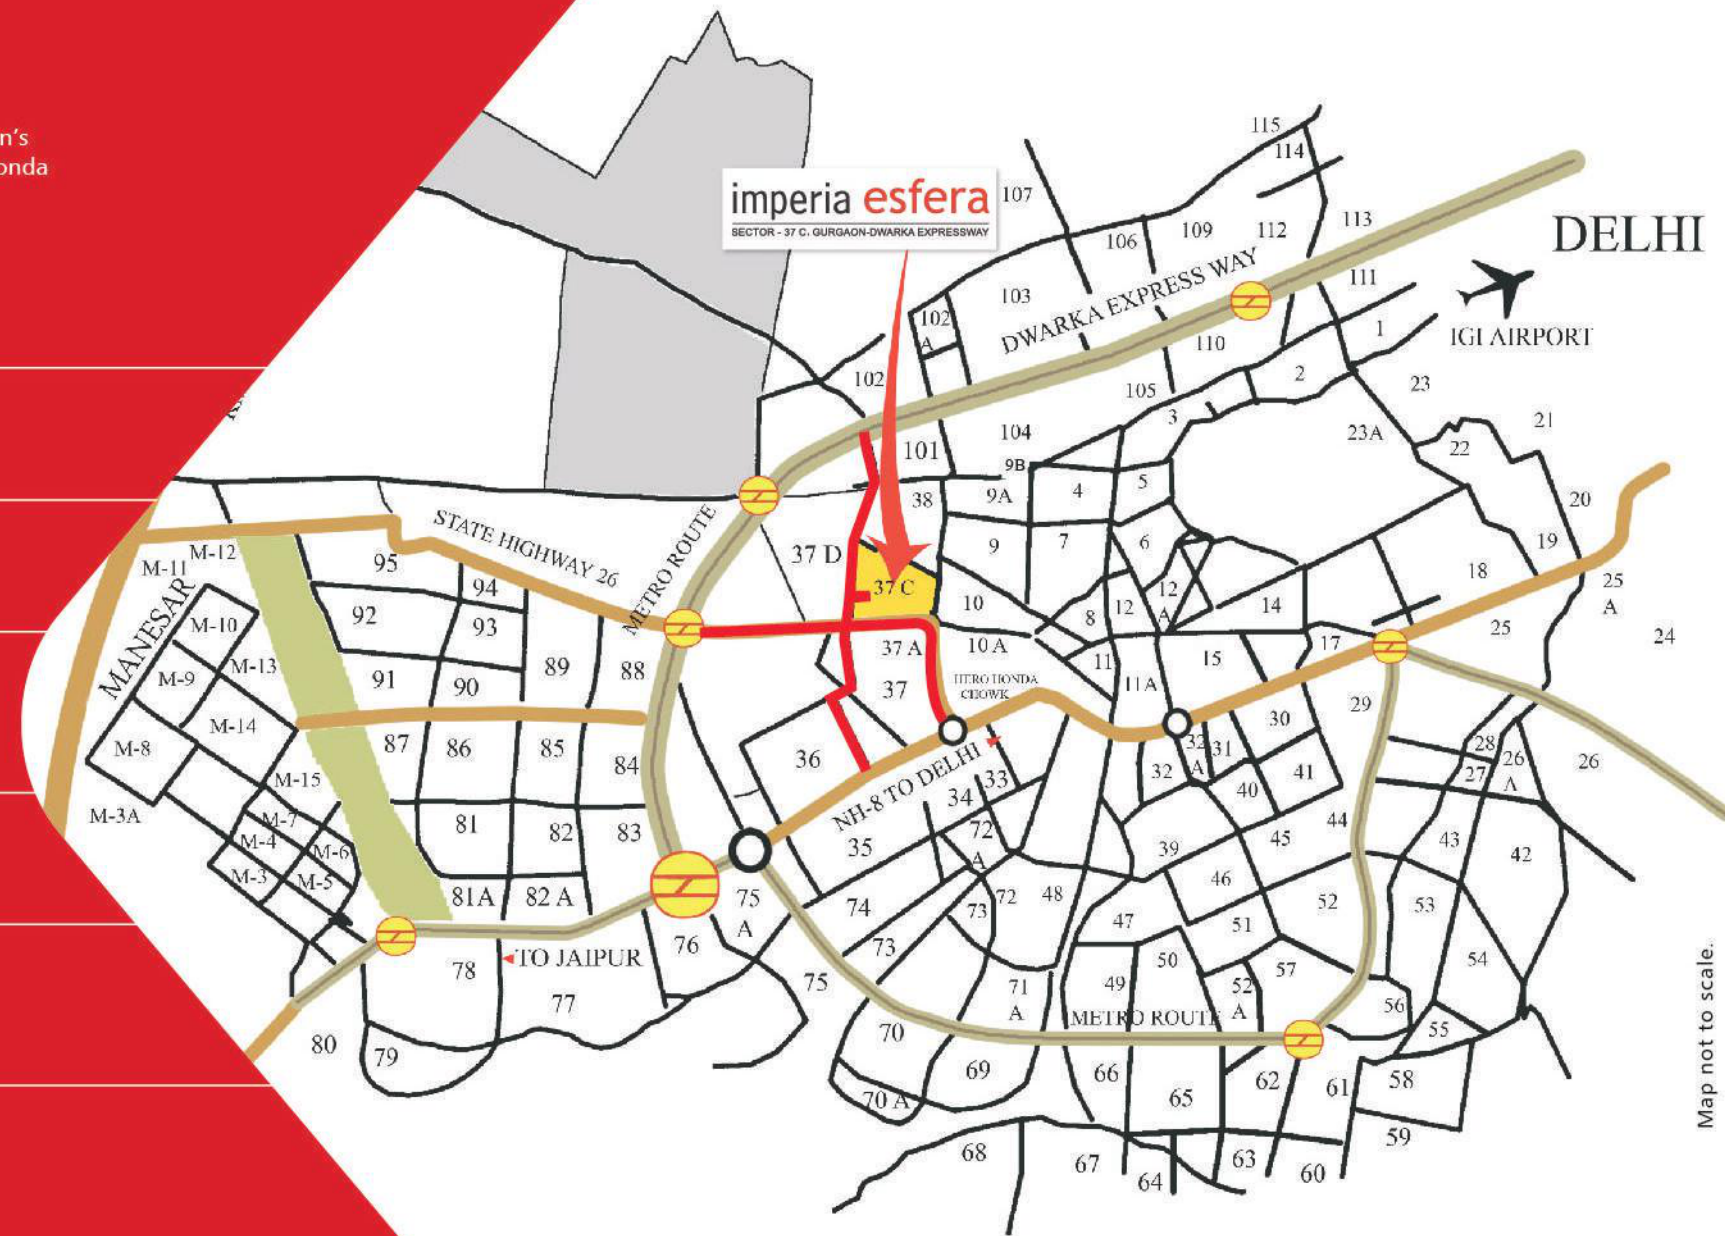 n's
onda
imperia esfera
SECTOR - 37 C. GURGAON-DWARKA EXPRESSWAY
DELHI
IGI AIRPORT
DWARKA EXPRESS WAY
115
114
107
113
112
109
106
111
103
102
A
110
1
102
105
2
23
3
23A
21
22
104
101
9B
38
9A
4
5
20
STATE HIGHWAY 26
METRO ROUTE
37 D
9
7
6
19
M-12
M-11
95
94
37 C
18
25
A
MANESAR
92
93
10
8
12
12
A
14
25
24
M-10
M-13
M-9
91
90
89
88
37 A
10 A
11
15
17
37
HERO HONDA
CHOWK
11A
29
30
M-14
M-8
87
86
85
84
36
NH-8 TO DELHI
33
34
32
32
A
31
28
26
A
26
27
41
40
M-15
M-3A
M-7
M-4
M-6
M-3
M-5
81
82
83
35
72
A
39
45
44
43
42
81A
82 A
75
A
74
73
73
72
48
46
47
51
52
53
TO JAIPUR
76
78
77
75
71
A
49
50
52
A
57
54
56
METRO ROUTE
80
79
70
69
66
65
62
61
55
58
70 A
59
68
67
64
63
60
Map not to scale.